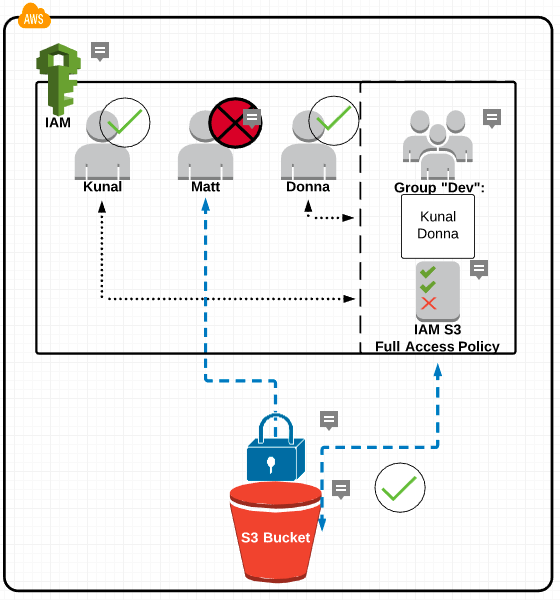 AWS
IAM
Kunal
Matt
Donna
Group "Dev":
Kunal
Donna
IAM S3
Full Access Policy
S3 Bucket